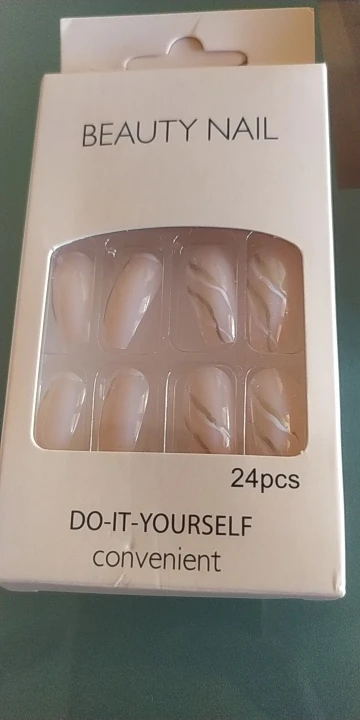 BEAUTY NAIL
24pcs
DO-IT-YOURSELF
convenient